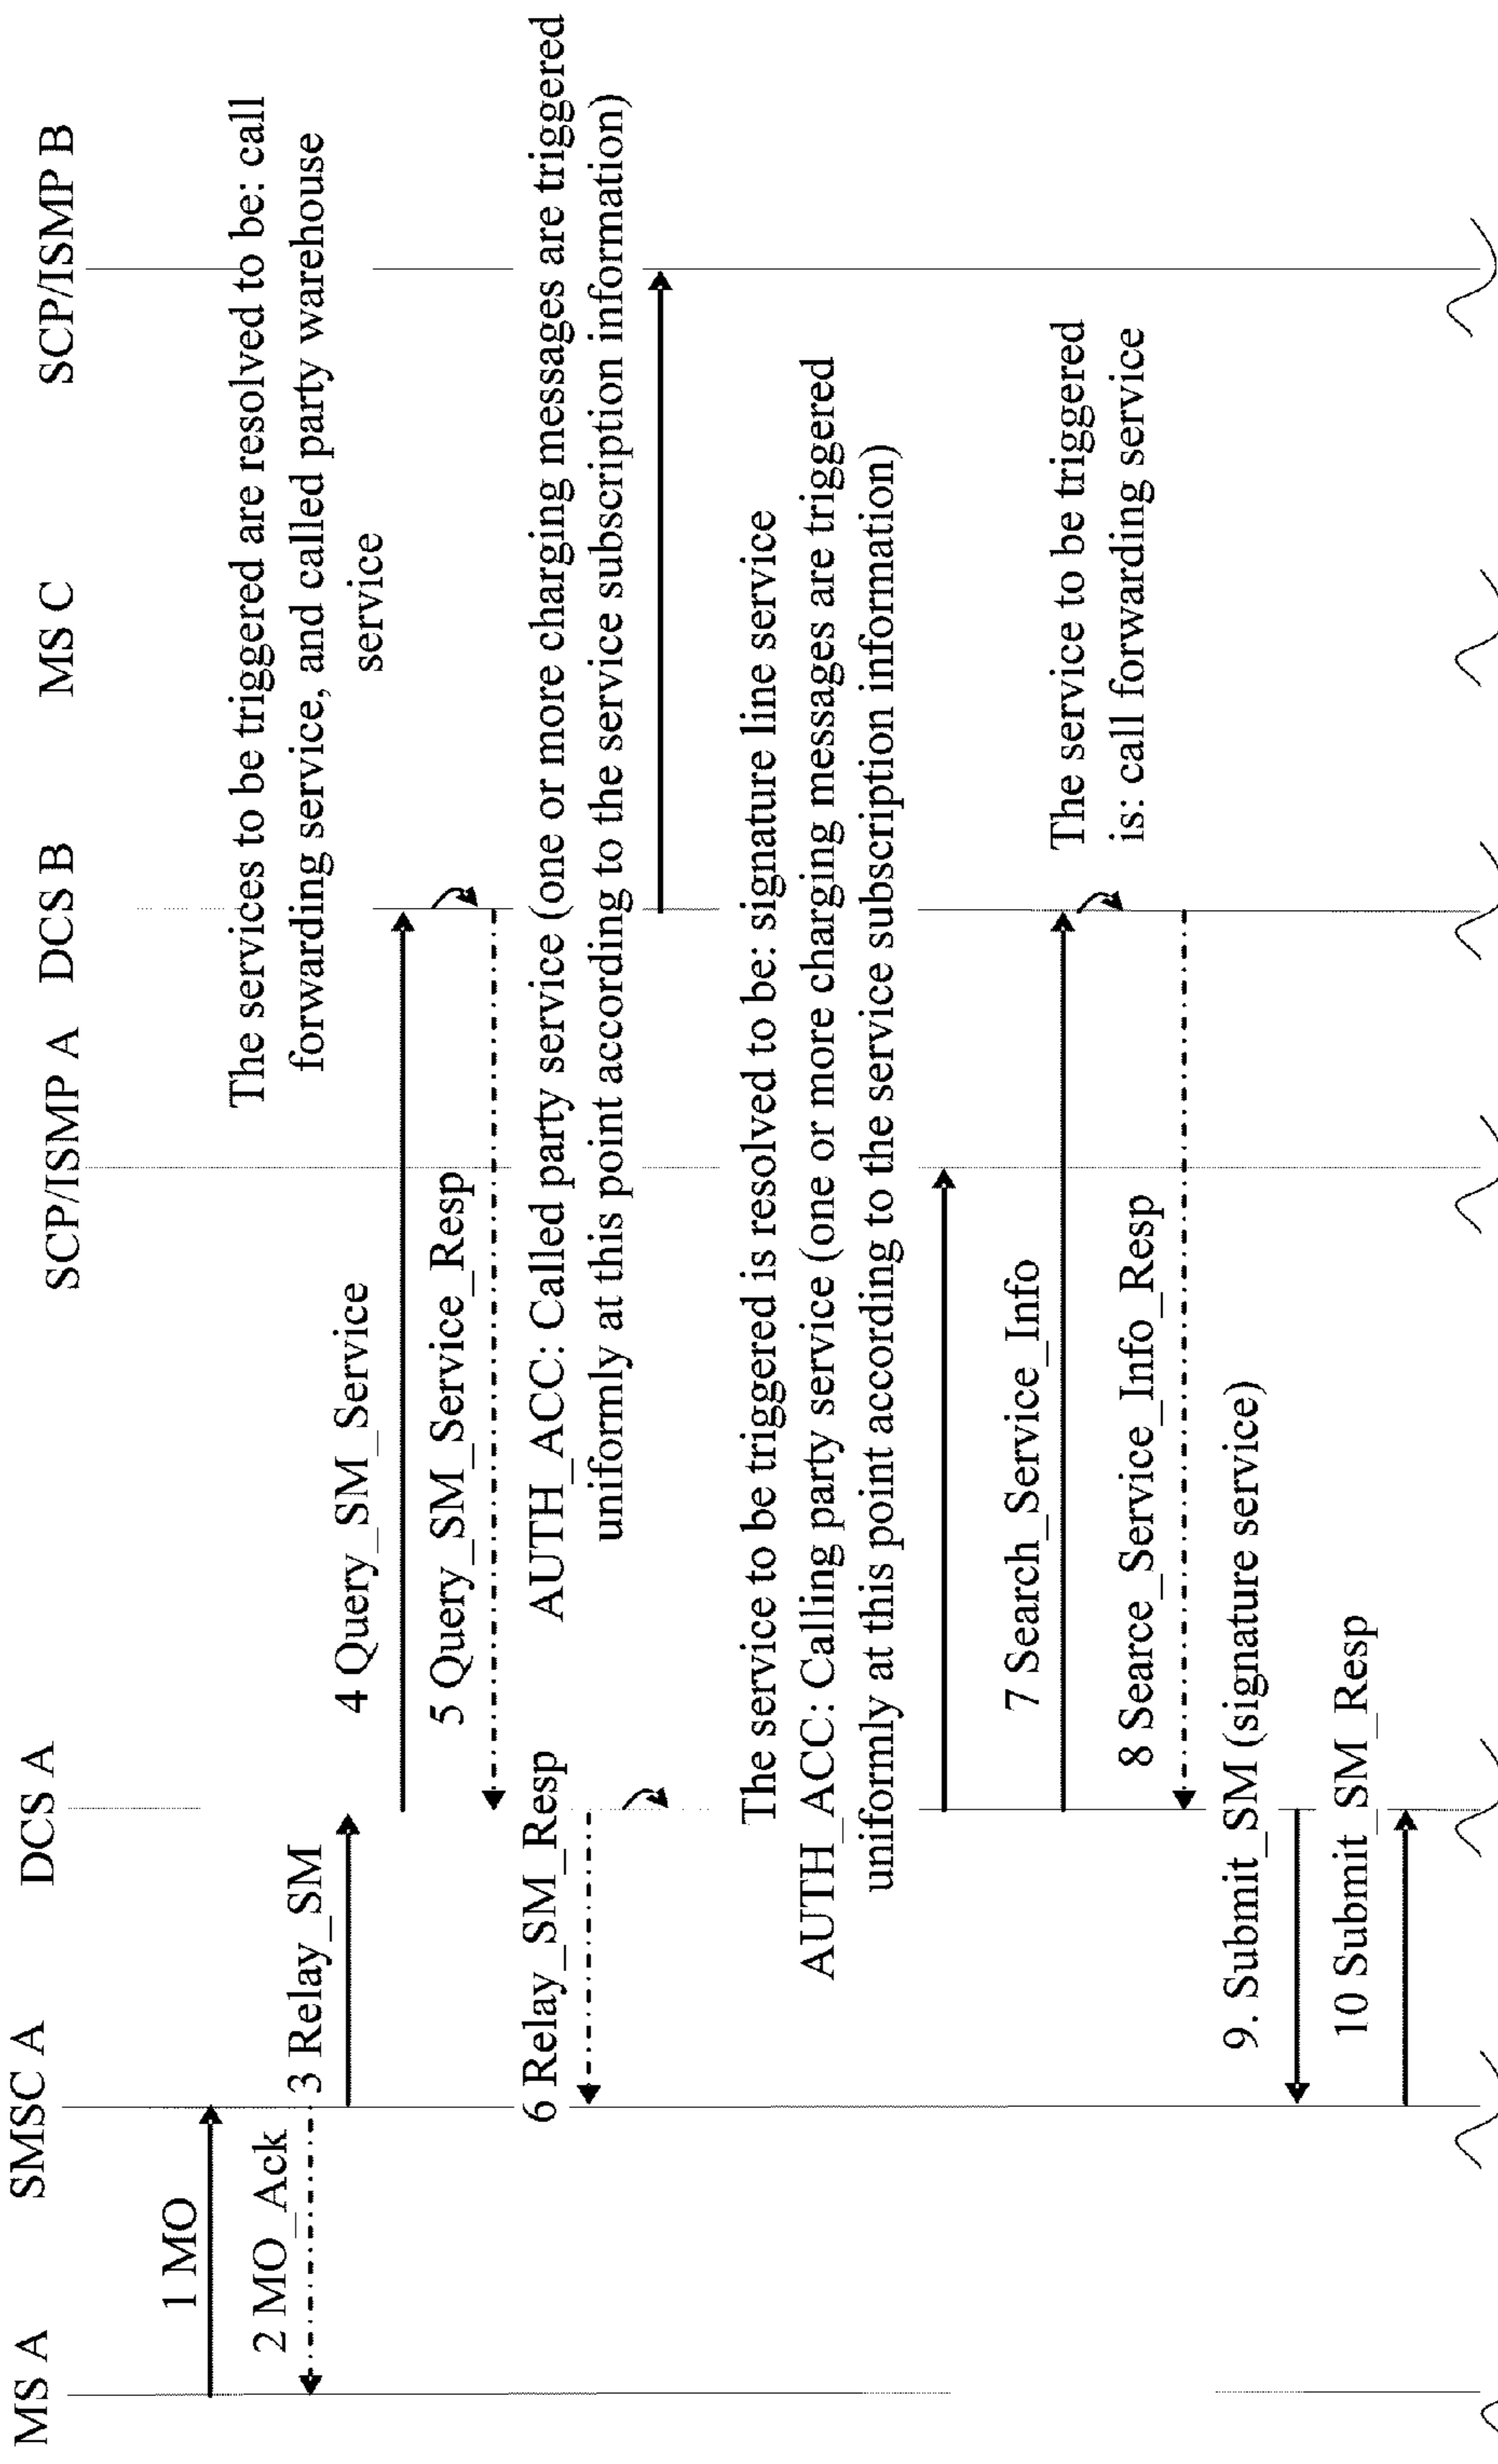 MS A
SMSC A
DCS A
SCP/ISMP A
DCS B
MS C
SCP/ISMP B
1 MO
2 MO_Ack
3 Relay_SM
The services to be triggered are resolved to be: call
forwarding service, and called party warehouse
service
4 Query_SM_Service
5 Query_SM_Service_Resp
6 Relay_SM_Resp
AUTH_ACC: Called party service (one or more charging messages are triggered
uniformly at this point according to the service subscription information)
The service to be triggered is resolved to be: signature line service
AUTH_ACC: Calling party service (one or more charging messages are triggered
uniformly at this point according to the service subscription information)
7 Search_Service_Info
The service to be triggered
is: call forwarding service
8 Searce_Service_Info_Resp
9. Submit_SM (signature service)
10 Submit_SM_Resp